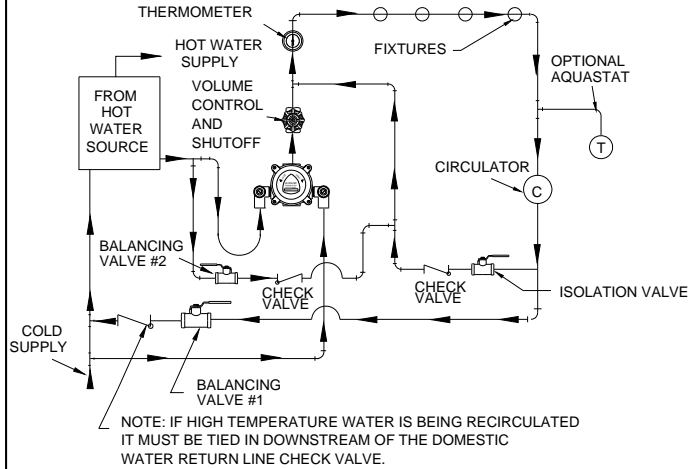 THERMOMETER
HOT WATER
SUPPLY
FIXTURES
OPTIONAL
AQUASTAT
FROM
HOT
WATER
SOURCE
VOLUME
CONTROL
AND
SHUTOFF
T
CIRCULATOR
C
BALANCING
VALVE #2
CHECK
VALVE
CHECK
VALVE
ISOLATION VALVE
COLD
SUPPLY
BALANCING
VALVE #1
NOTE: IF HIGH TEMPERATURE WATER IS BEING RECIRCULATED
IT MUST BE TIED IN DOWNSTREAM OF THE DOMESTIC
WATER RETURN LINE CHECK VALVE.